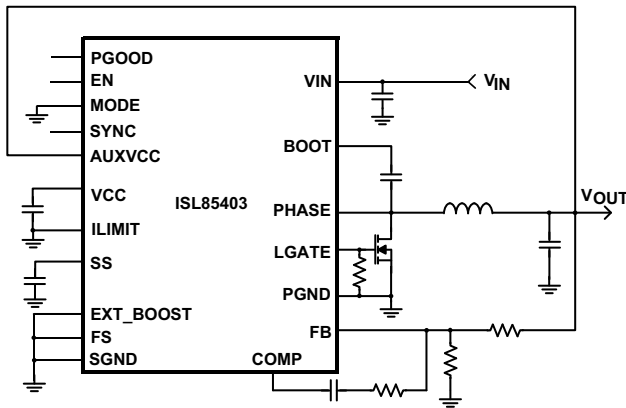 PGOOD
EN
MODE
SYNC
AUXVCC
VCC
ILIMIT
SS
EXT_BOOST
FS
SGND
ISL85403
VIN
BOOT
PHASE
LGATE
PGND
FB
COMP
VIN
VOUT